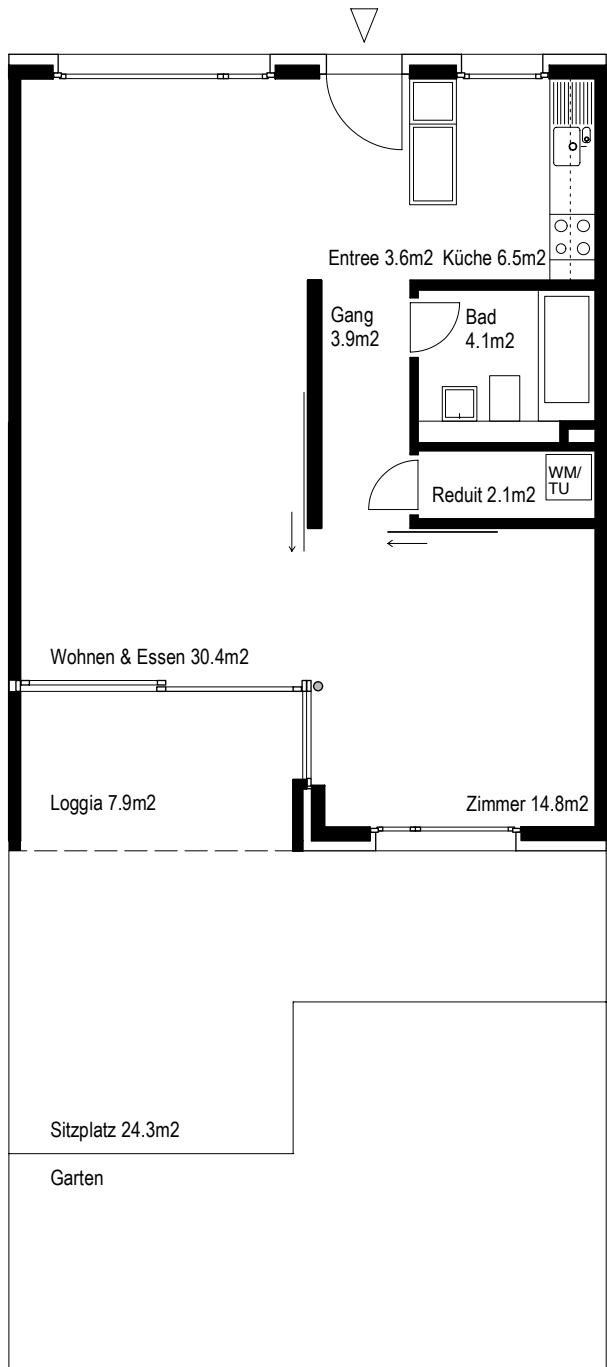 Entree 3.6m2 Küche 6.5m2
Gang
3.9m2
Bad
4.1m2
Reduit 2.1m2
WM/
TU
Wohnen & Essen 30.4m2
Loggia 7.9m2
Zimmer 14.8m2
Sitzplatz 24.3m2
Garten